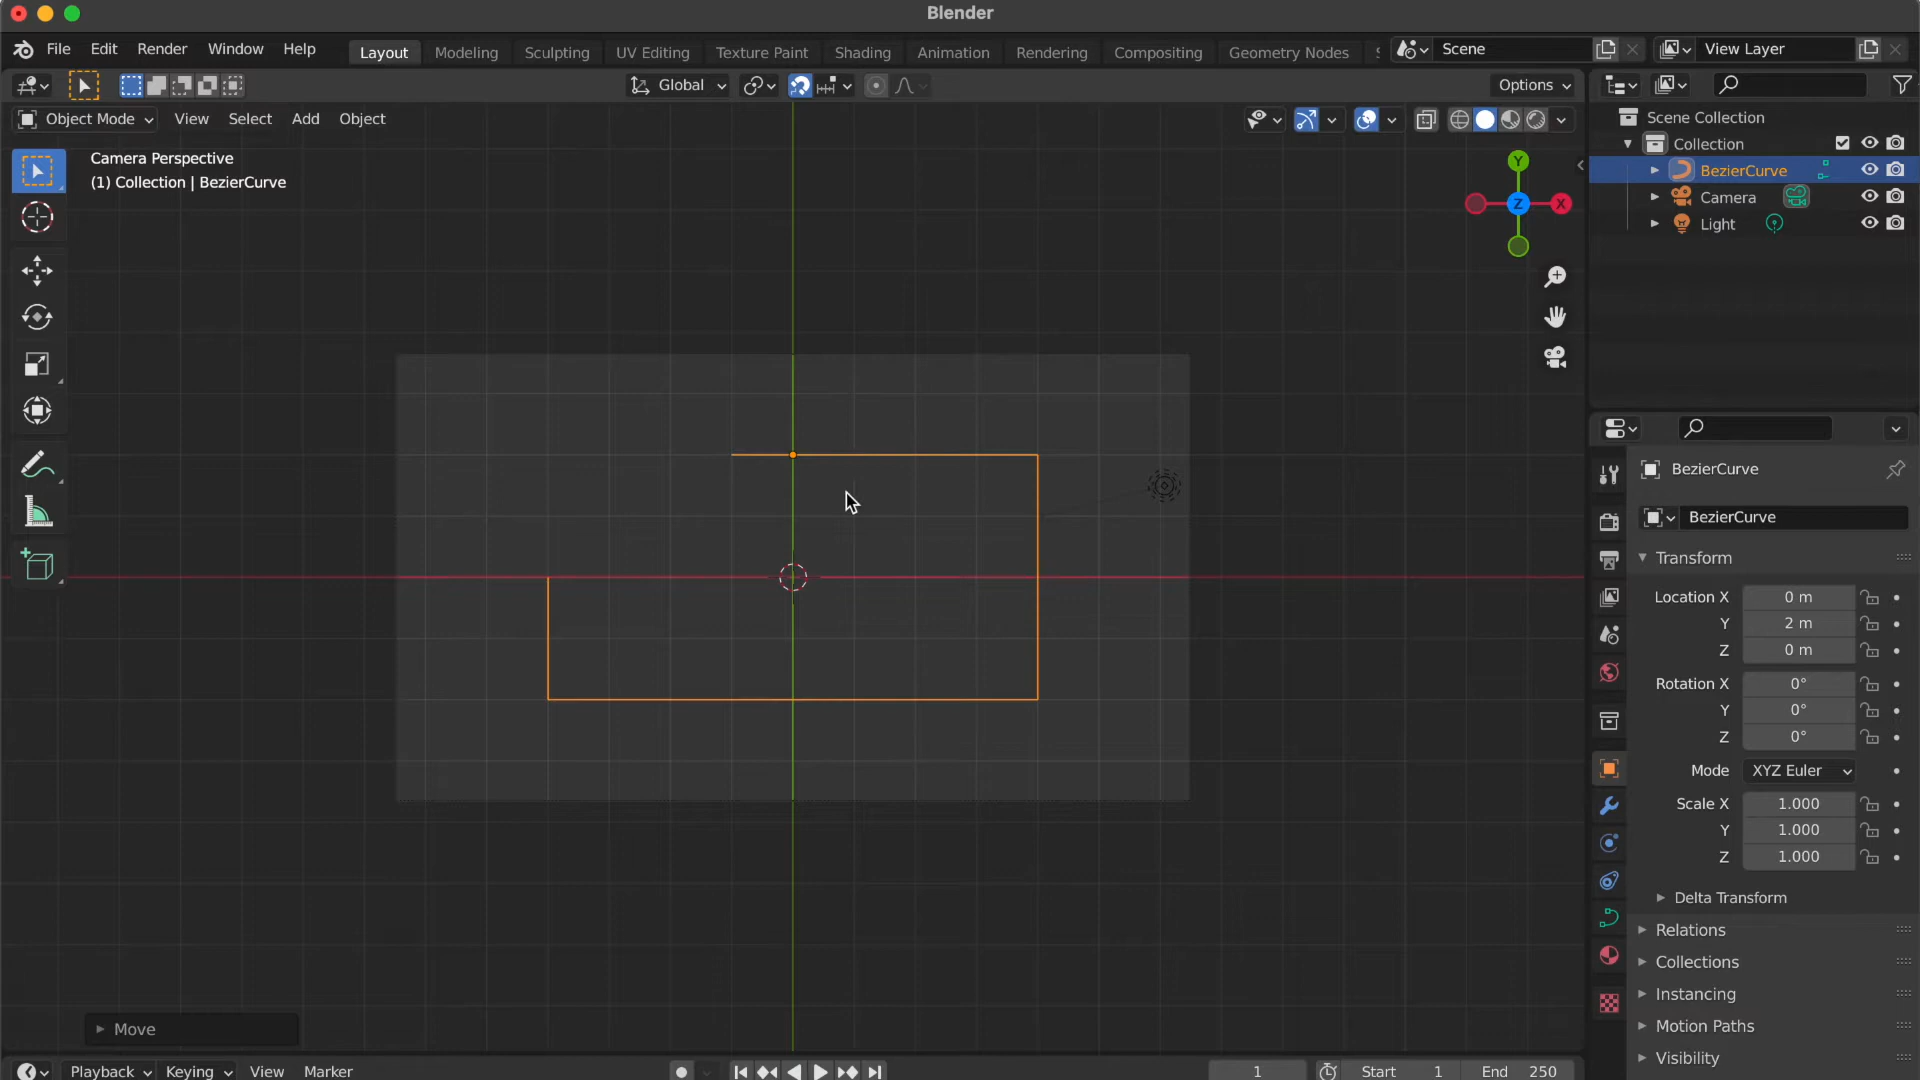 Blender
File Edit Render Window Help Layout Modeling Sculpting UV Editing Texture Paint Shading Animation Rendering Compositing Geometry Nodes Scene View Layer
Global Options
Object Mode View Select Add Object
Camera Perspective
(1) Collection | BezierCurve
Y
Z X
Scene Collection
Collection
BezierCurve
Camera
Light
BezierCurve
BezierCurve
Transform
Location X 0 m
Y 2 m
Z 0 m
Rotation X 0°
Y 0°
Z 0°
Mode XYZ Euler
Scale X 1.000
Y 1.000
Z 1.000
Delta Transform
Relations
Collections
Instancing
Motion Paths
Visibility
Move
Playback Keying View Marker 1 Start 1 End 250